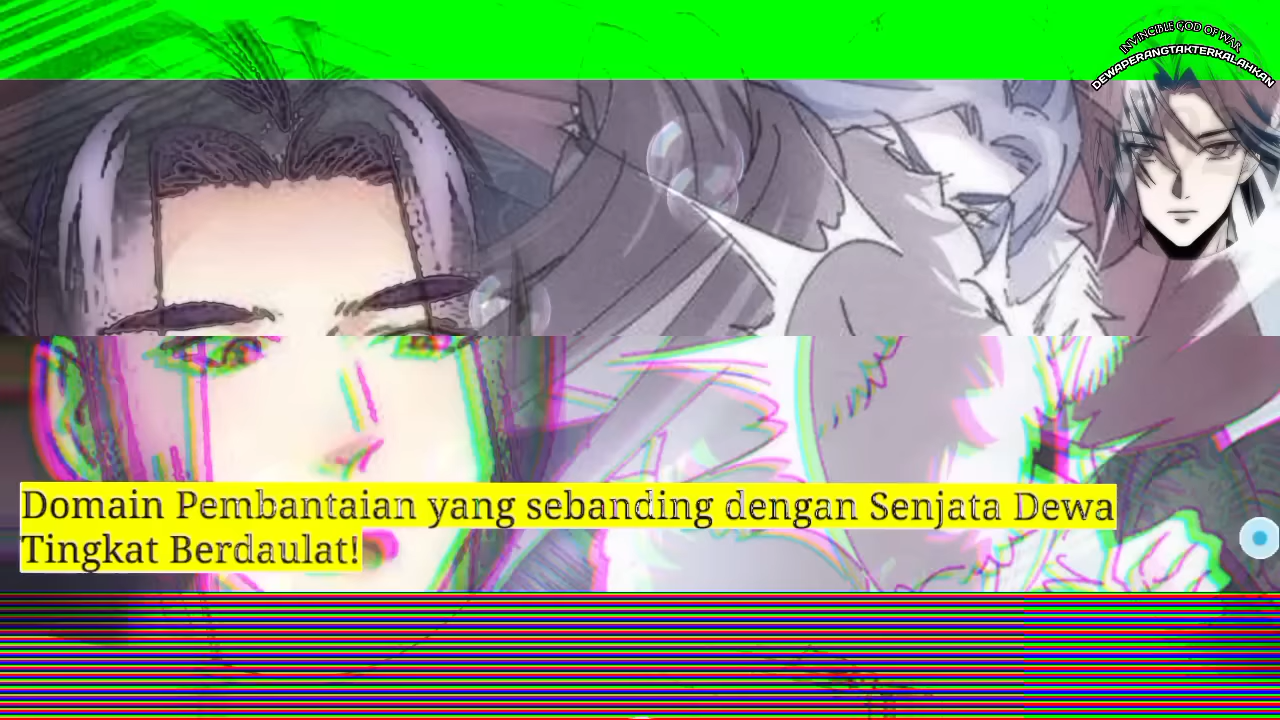 INVINCIBLE GOD OF WAR
DEWAPERANGTAKTERKALAHKAN
Domain Pembantaian yang sebanding dengan Senjata Dewa
Tingkat Berdaulat!